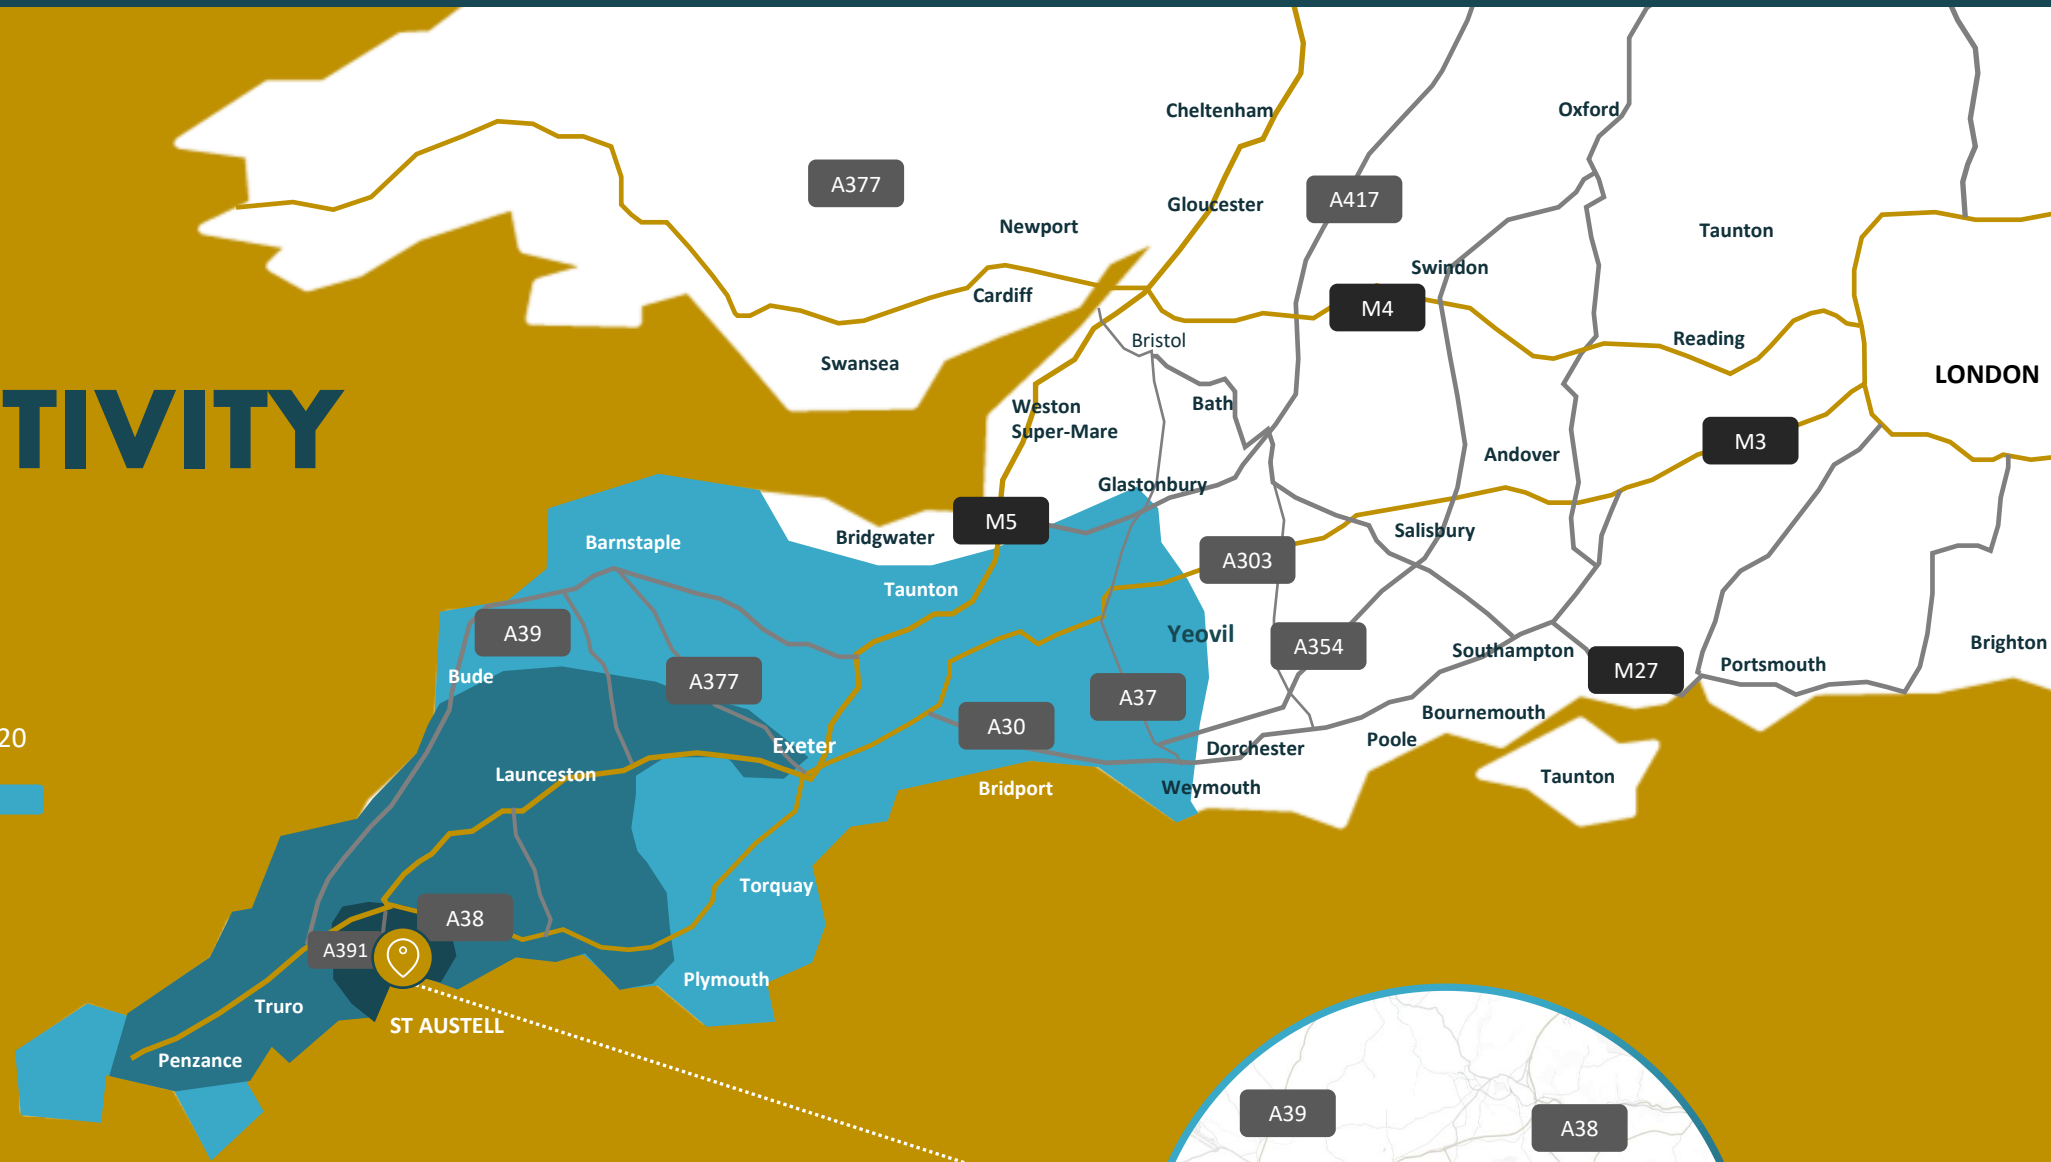 Cheltenham
Oxford
A377
A417
Gloucester
Newport
Taunton
Swindon
Cardiff
M4
Bristol
Reading
Swansea
LONDON
TIVITY
Weston
Super-Mare
Bath
M3
Andover
Glastonbury
M5
Bridgwater
Barnstaple
Salisbury
A303
Taunton
A39
Yeovil
A354
Southampton
Brighton
Bude
A377
M27
Portsmouth
A37
A30
Bournemouth
20
Exeter
Dorchester
Poole
Launceston
Taunton
Bridport
Weymouth
Torquay
A38
A391
Plymouth
Truro
ST AUSTELL
Penzance
A39
A38